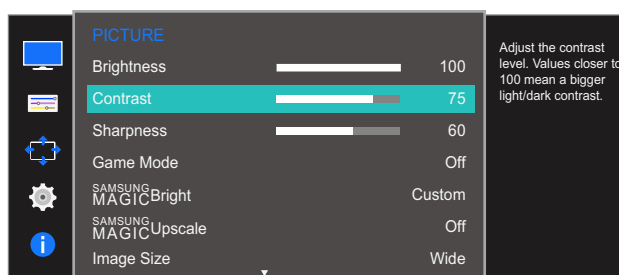 PICTURE
Brightness 100
Contrast 75
Sharpness 60
Game Mode Off
SAMSUNG
MAGICBright Custom
SAMSUNG
MAGICUpscale Off
Image Size Wide
Adjust the contrast
level. Values closer to
100 mean a bigger
light/dark contrast.